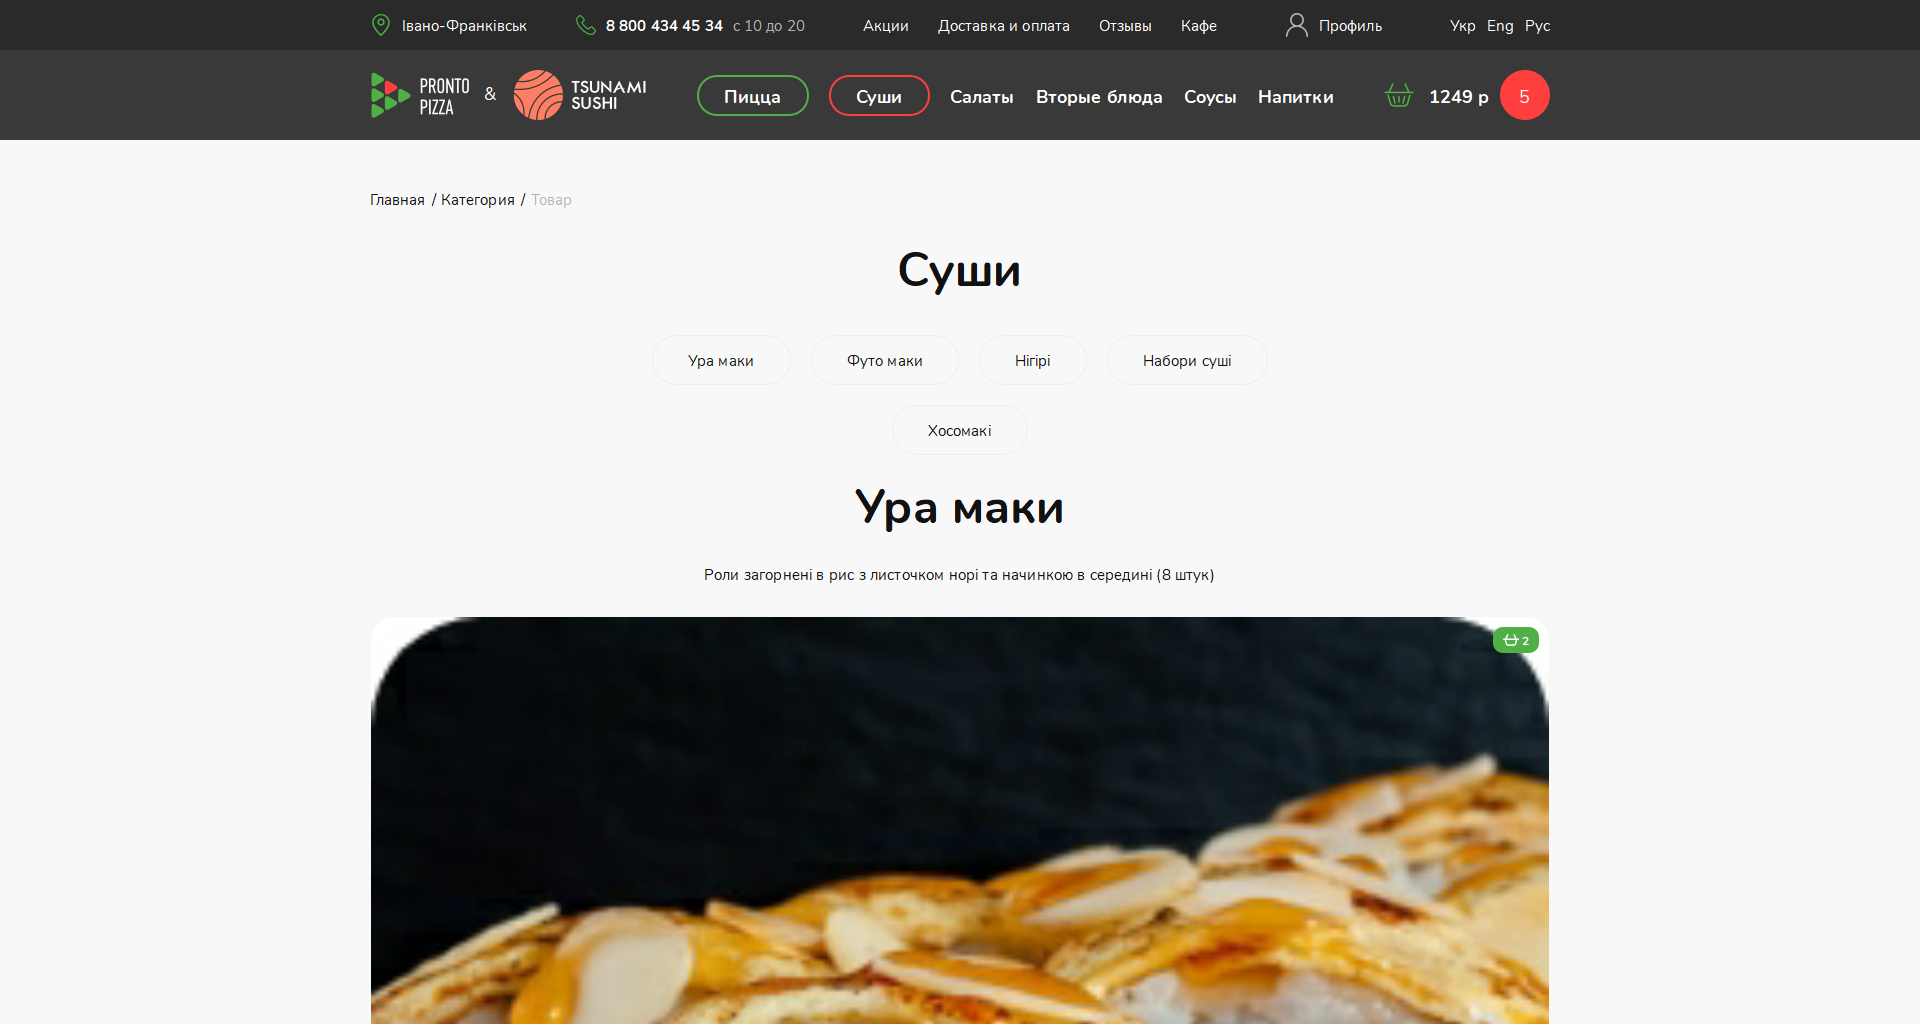 Івано-Франківськ 8 800 434 45 34 с 10 до 20 Акции Доставка и оплата Отзывы Кафе Профиль Укр Eng Рус
PRONTO PIZZA & TSUNAMI SUSHI Пицца Суши Салаты Вторые блюда Соусы Напитки 1249 р 5
Главная / Категория / Товар
Суши
Ура маки Футо маки Нігірі Набори суші
Хосомакі
Ура маки
Роли загорнені в рис з листочком норі та начинкою в середині (8 штук)
2